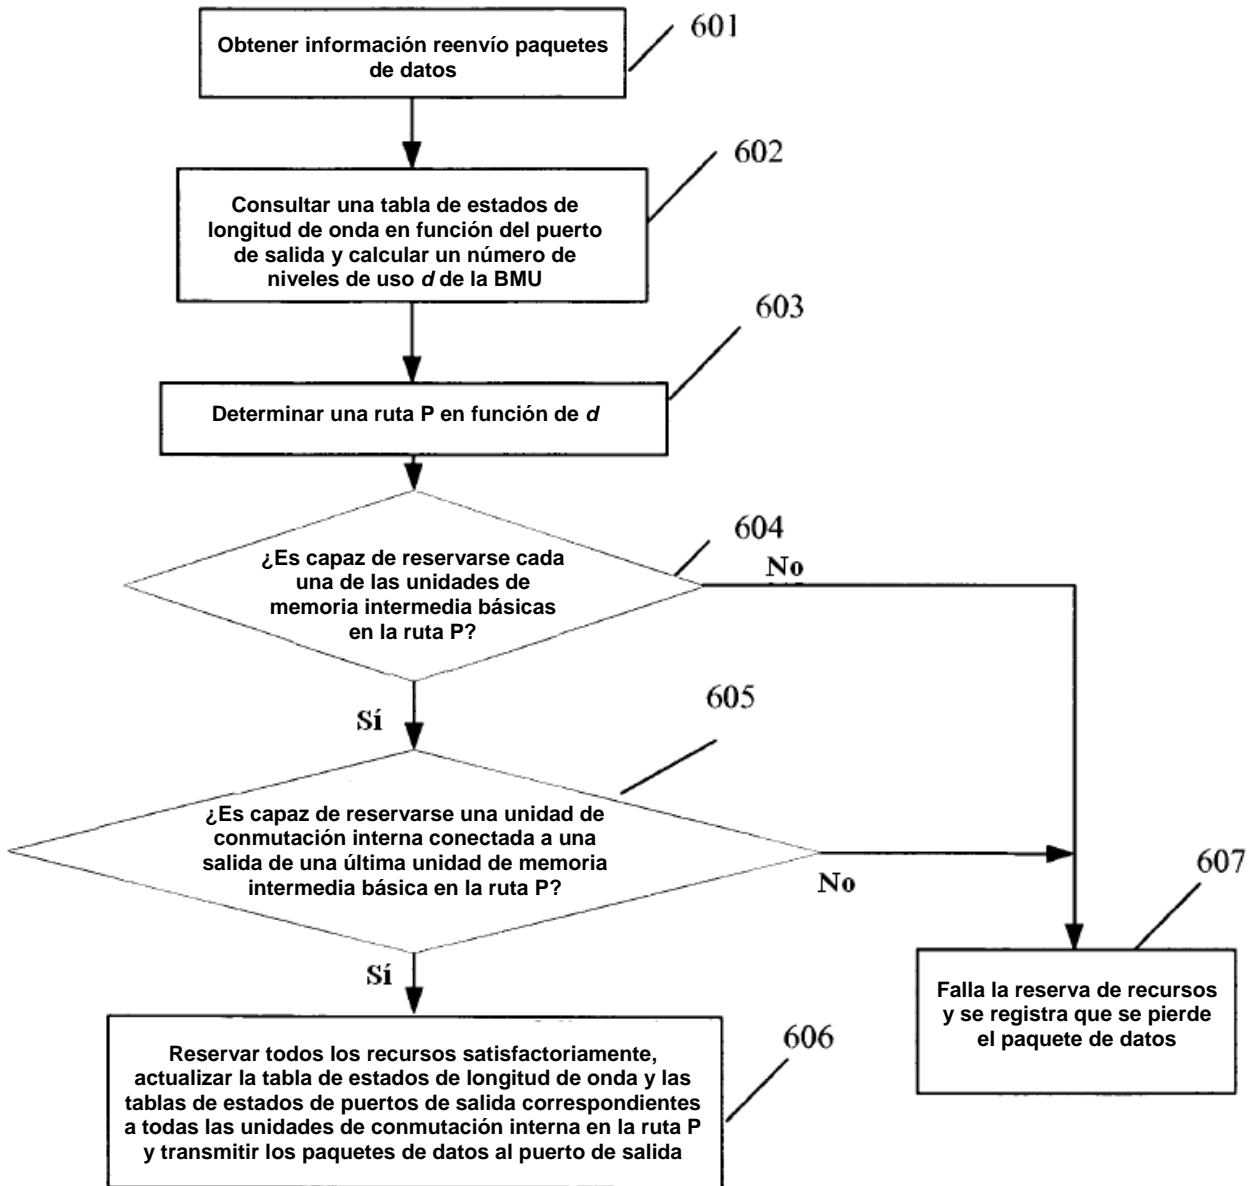 Obtener información reenvío paquetes
de datos
601
602
Consultar una tabla de estados de
longitud de onda en función del puerto
de salida y calcular un número de
niveles de uso d de la BMU
603
Determinar una ruta P en función de d
604
¿Es capaz de reservarse cada
una de las unidades de
memoria intermedia básicas
en la ruta P?
No
Sí
605
¿Es capaz de reservarse una unidad de
conmutación interna conectada a una
salida de una última unidad de memoria
intermedia básica en la ruta P?
No
Sí
607
Falla la reserva de recursos
y se registra que se pierde
el paquete de datos
606
Reservar todos los recursos satisfactoriamente,
actualizar la tabla de estados de longitud de onda y las
tablas de estados de puertos de salida correspondientes
a todas las unidades de conmutación interna en la ruta P
y transmitir los paquetes de datos al puerto de salida